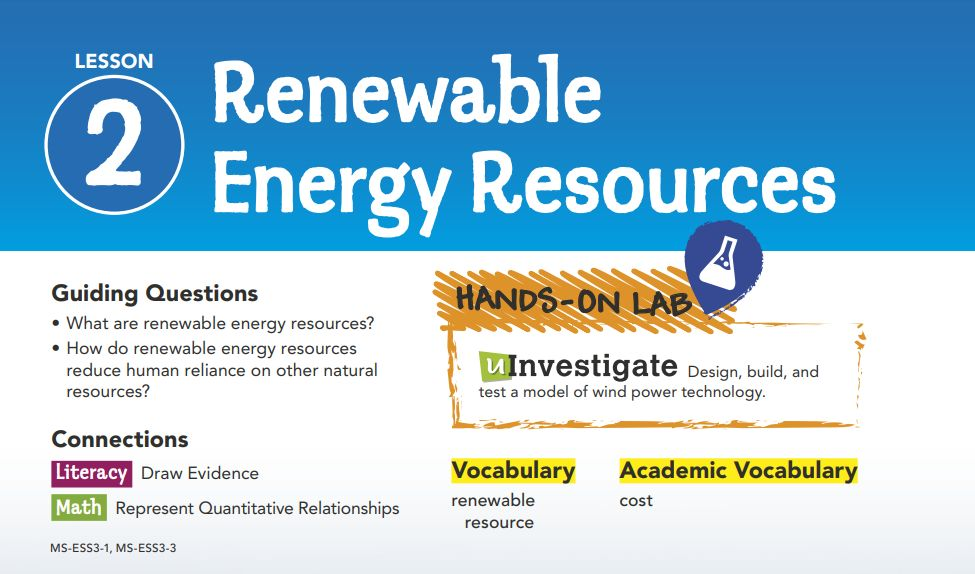 LESSON
2
Renewable
Energy Resources
Guiding Questions
• What are renewable energy resources?
• How do renewable energy resources
reduce human reliance on other natural
resources?
Connections
Literacy Draw Evidence
Math Represent Quantitative Relationships
MS-ESS3-1, MS-ESS3-3
HANDS-ON LAB
uInvestigate Design, build, and
test a model of wind power technology.
Vocabulary
renewable
resource
Academic Vocabulary
cost